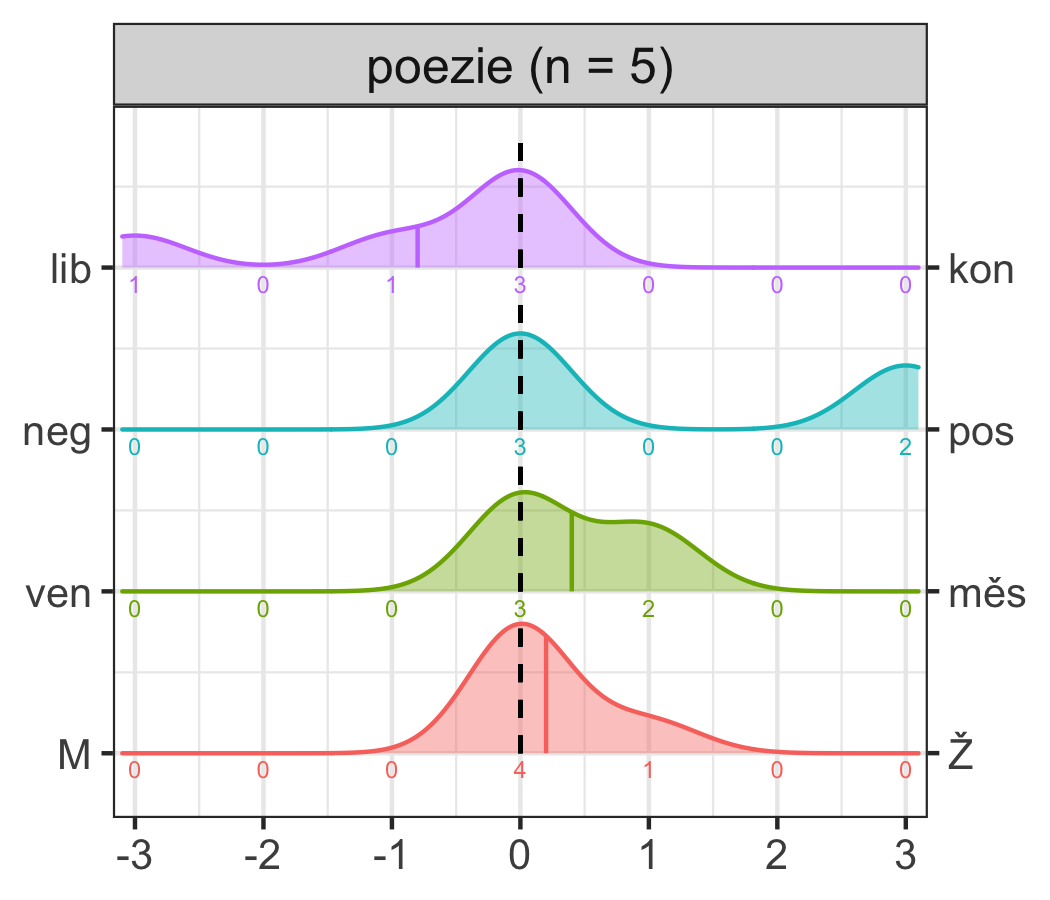 poezie (n = 5)
lib kon
1 0 1 3 0 0 0
neg pos
0 0 0 3 0 0 2
ven měs
0 0 0 3 2 0 0
M Ž
0 0 0 4 1 0 0
-3 -2 -1 0 1 2 3